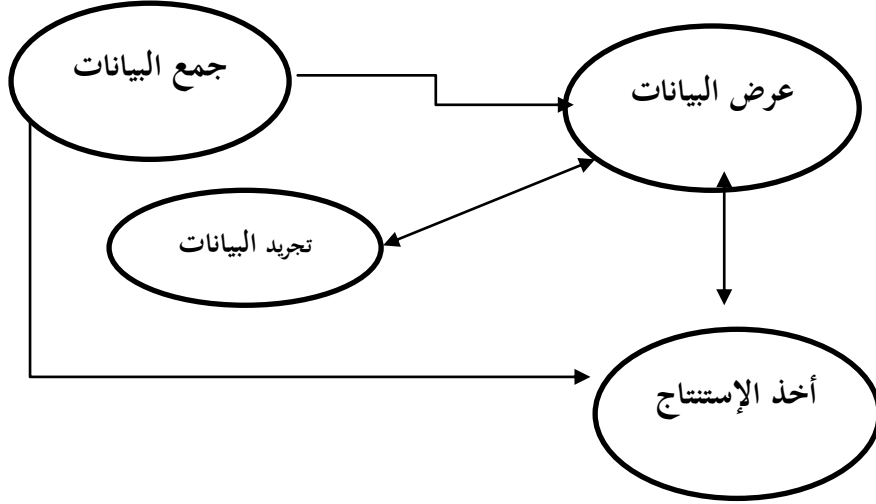 جمع البيانات
عرض البيانات
تجريد البيانات
أخذ الإستنتاج